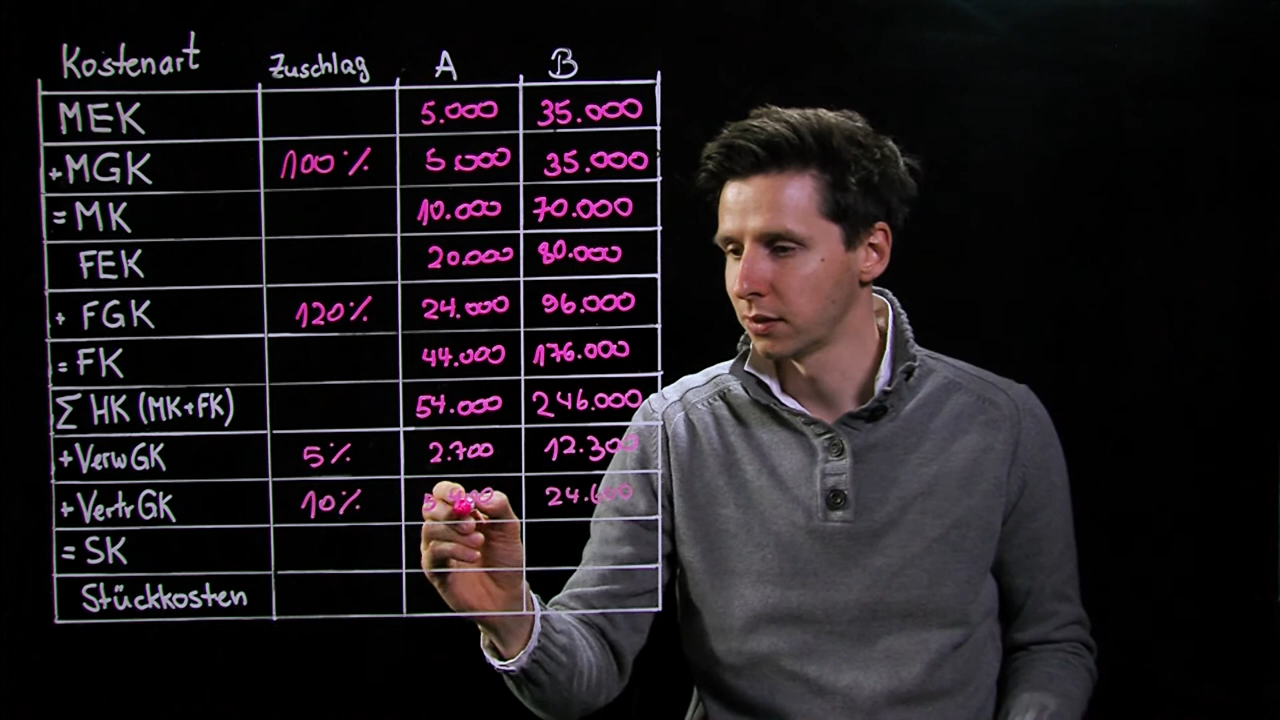 Kostenart Zuschlag A B
MEK 5.000 35.000
+MGK 100% 5.000 35.000
=MK 10.000 70.000
FEK 20.000 80.000
+ FGK 120% 24.000 96.000
=FK 44.000 176.000
∑ HK (MK+FK) 54.000 246.000
+VerwGK 5% 2.700 12.300
+VertrGK 10% 24.600
= SK
Stückkosten